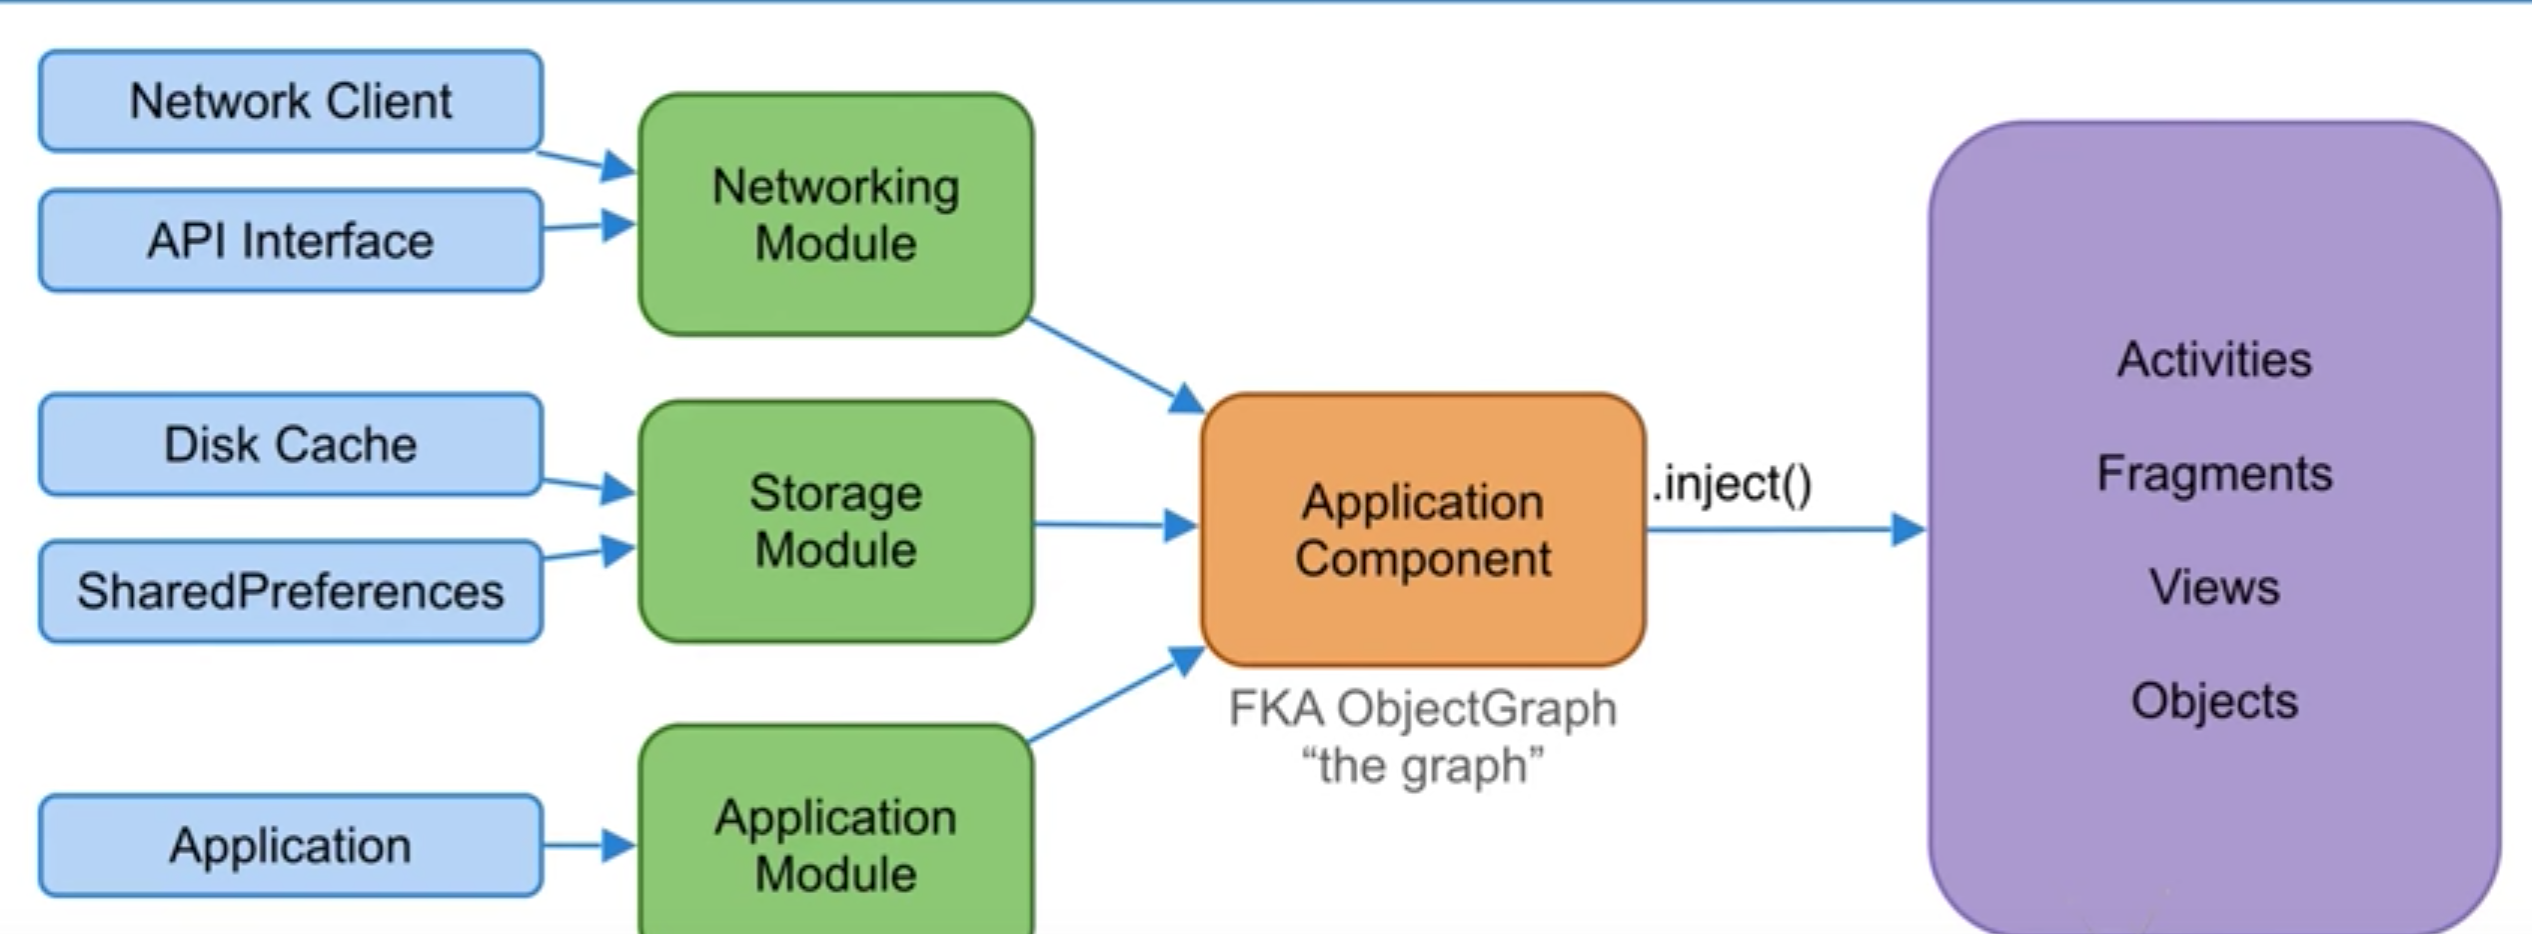 Network Client
API Interface
Networking
Module
Disk Cache
SharedPreferences
Storage
Module
Application
Application
Module
Application
Component
FKA ObjectGraph
“the graph”
.inject()
Activities
Fragments
Views
Objects